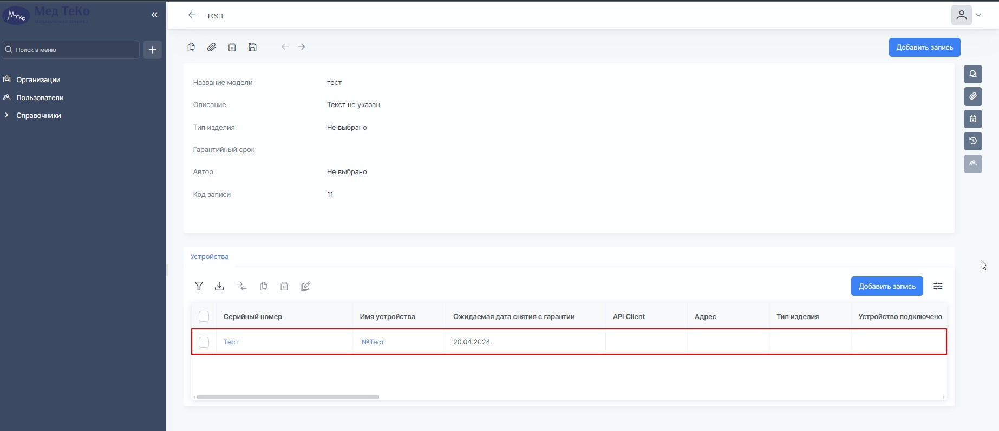 Мед ТеКо
тест
Поиск в меню
Добавить запись
Организации
Пользователи
Справочники
Название модели тест
Описание Текст не указан
Тип изделия Не выбрано
Гарантийный срок
Автор Не выбрано
Код записи 11
Устройства
Добавить запись
Серийный номер Имя устройства Ожидаемая дата снятия с гарантии API Client Адрес Тип изделия Устройство подключено
Тест №Тест 20.04.2024